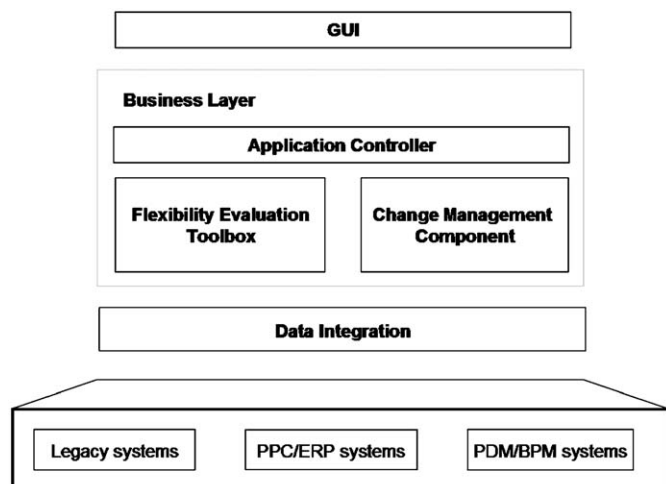 GUI
Business Layer
Application Controller
Flexibility Evaluation
Toolbox
Change Management
Component
Data Integration
Legacy systems
PPC/ERP systems
PDM/BPM systems